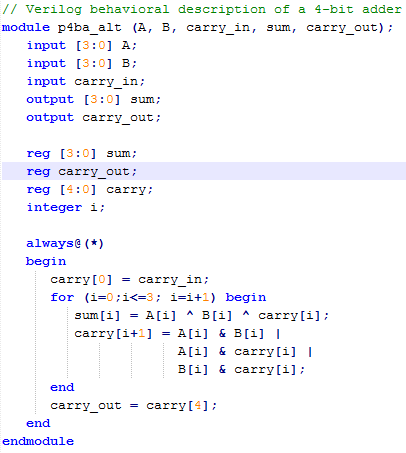 // Verilog behavioral description of a 4-bit adder
module p4ba_alt (A, B, carry_in, sum, carry_out);
   input [3:0] A;
   input [3:0] B;
   input carry_in;
   output [3:0] sum;
   output carry_out;

   reg [3:0] sum;
   reg carry_out;
   reg [4:0] carry;
   integer i;

   always@(*)
   begin
      carry[0] = carry_in;
      for (i=0;i<=3; i=i+1) begin
         sum[i] = A[i] ^ B[i] ^ carry[i];
         carry[i+1] = A[i] & B[i] |
                      A[i] & carry[i] |
                      B[i] & carry[i];
      end
      carry_out = carry[4];
   end
endmodule